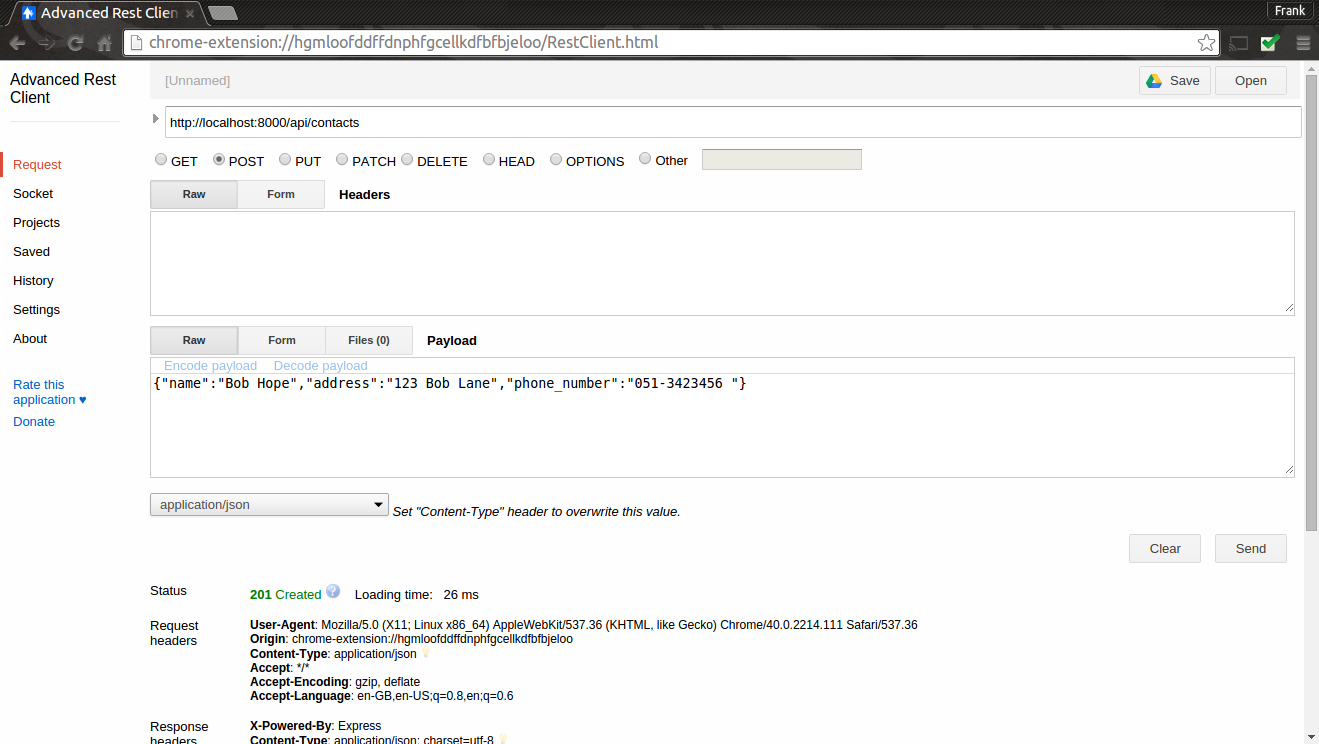 Advanced Rest Clien
Frank
chrome-extension://hgmloofddffdnphfgcellkdfbfbjeloo/RestClient.html
Advanced Rest
Client
[Unnamed]
Save
Open
http://localhost:8000/api/contacts
Request
GET POST PUT PATCH DELETE HEAD OPTIONS Other
Socket
Raw Form Headers
Projects
Saved
History
Settings
About
Raw Form Files (0) Payload
Encode payload Decode payload
{"name":"Bob Hope","address":"123 Bob Lane","phone_number":"051-3423456 "}
Rate this
application ♥
Donate
application/json
Set "Content-Type" header to overwrite this value.
Clear
Send
Status
201 Created ? Loading time: 26 ms
Request
headers
User-Agent: Mozilla/5.0 (X11; Linux x86_64) AppleWebKit/537.36 (KHTML, like Gecko) Chrome/40.0.2214.111 Safari/537.36
Origin: chrome-extension://hgmloofddffdnphfgcellkdfbfbjeloo
Content-Type: application/json
Accept: */*
Accept-Encoding: gzip, deflate
Accept-Language: en-GB,en-US;q=0.8,en;q=0.6
Response
headers
X-Powered-By: Express
Content-Type: application/json; charset=utf-8